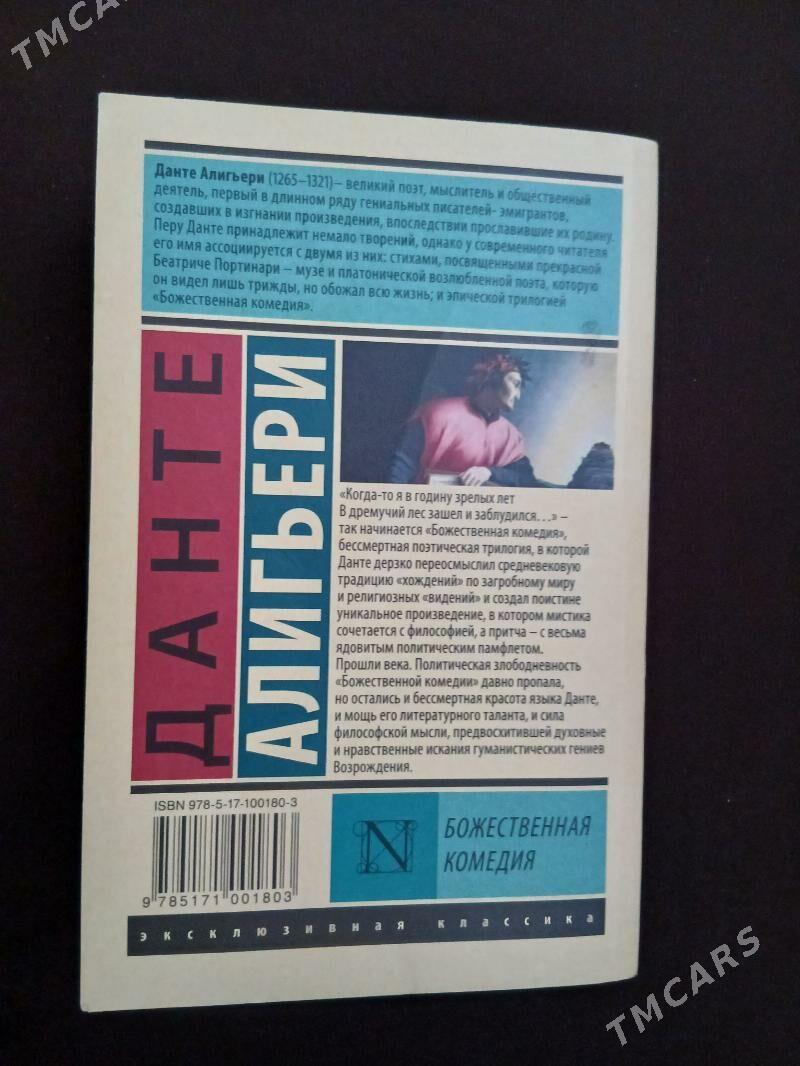 TMCARS
Данте Алигьери (1265–1321)– великий поэт, мыслитель и общественный
деятель, первый в длинном ряду гениальных писателей- эмигрантов,
создавших в изгнании произведения, впоследствии прославившие их родину.
Перу Данте принадлежит немало творений, однако у современного читателя
его имя ассоциируется с двумя из них: стихами, посвященными прекрасной
Беатриче Портинари – музе и платонической возлюбленной поэта, которую
он видел лишь трижды, но обожал всю жизнь; и эпической трилогией
«Божественная комедия».
ДАНТЕ
АЛИГЬЕРИ
«Когда-то я в годину зрелых лет
В дремучий лес зашел и заблудился…» –
так начинается «Божественная комедия»,
бессмертная поэтическая трилогия, в которой
Данте дерзко переосмыслил средневековую
традицию «хождений» по загробному миру
и религиозных «видений» и создал поистине
уникальное произведение, в котором мистика
сочетается с философией, а притча – с весьма
ядовитым политическим памфлетом.
Прошли века. Политическая злободневность
«Божественной комедии» давно пропала,
но остались и бессмертная красота языка Данте,
и мощь его литературного таланта, и сила
философской мысли, предвосхитившей духовные
и нравственные искания гуманистических гениев
Возрождения.
ISBN 978-5-17-100180-3
9 785171 001803
N
БОЖЕСТВЕННАЯ
КОМЕДИЯ
эксклюзивная классика
TMCARS